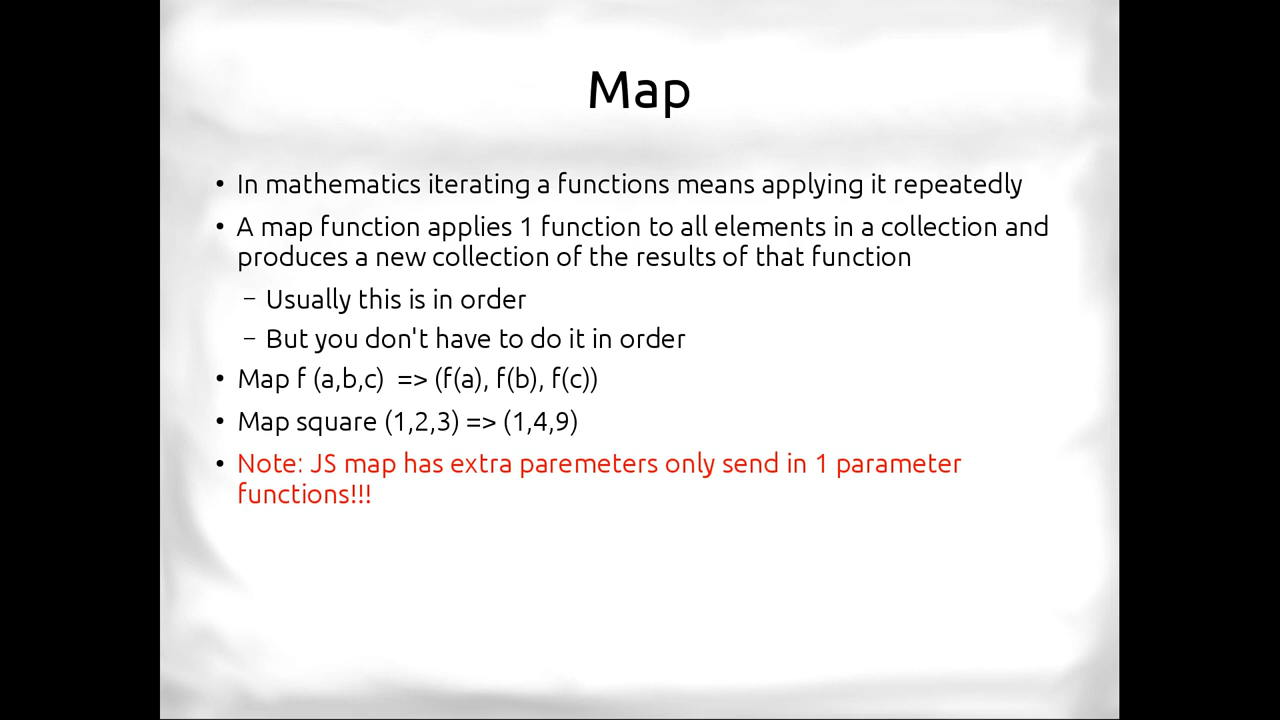 Map
• In mathematics iterating a functions means applying it repeatedly
• A map function applies 1 function to all elements in a collection and
produces a new collection of the results of that function
– Usually this is in order
– But you don't have to do it in order
• Map f (a,b,c)  => (f(a), f(b), f(c))
• Map square (1,2,3) => (1,4,9)
• Note: JS map has extra paremeters only send in 1 parameter
functions!!!